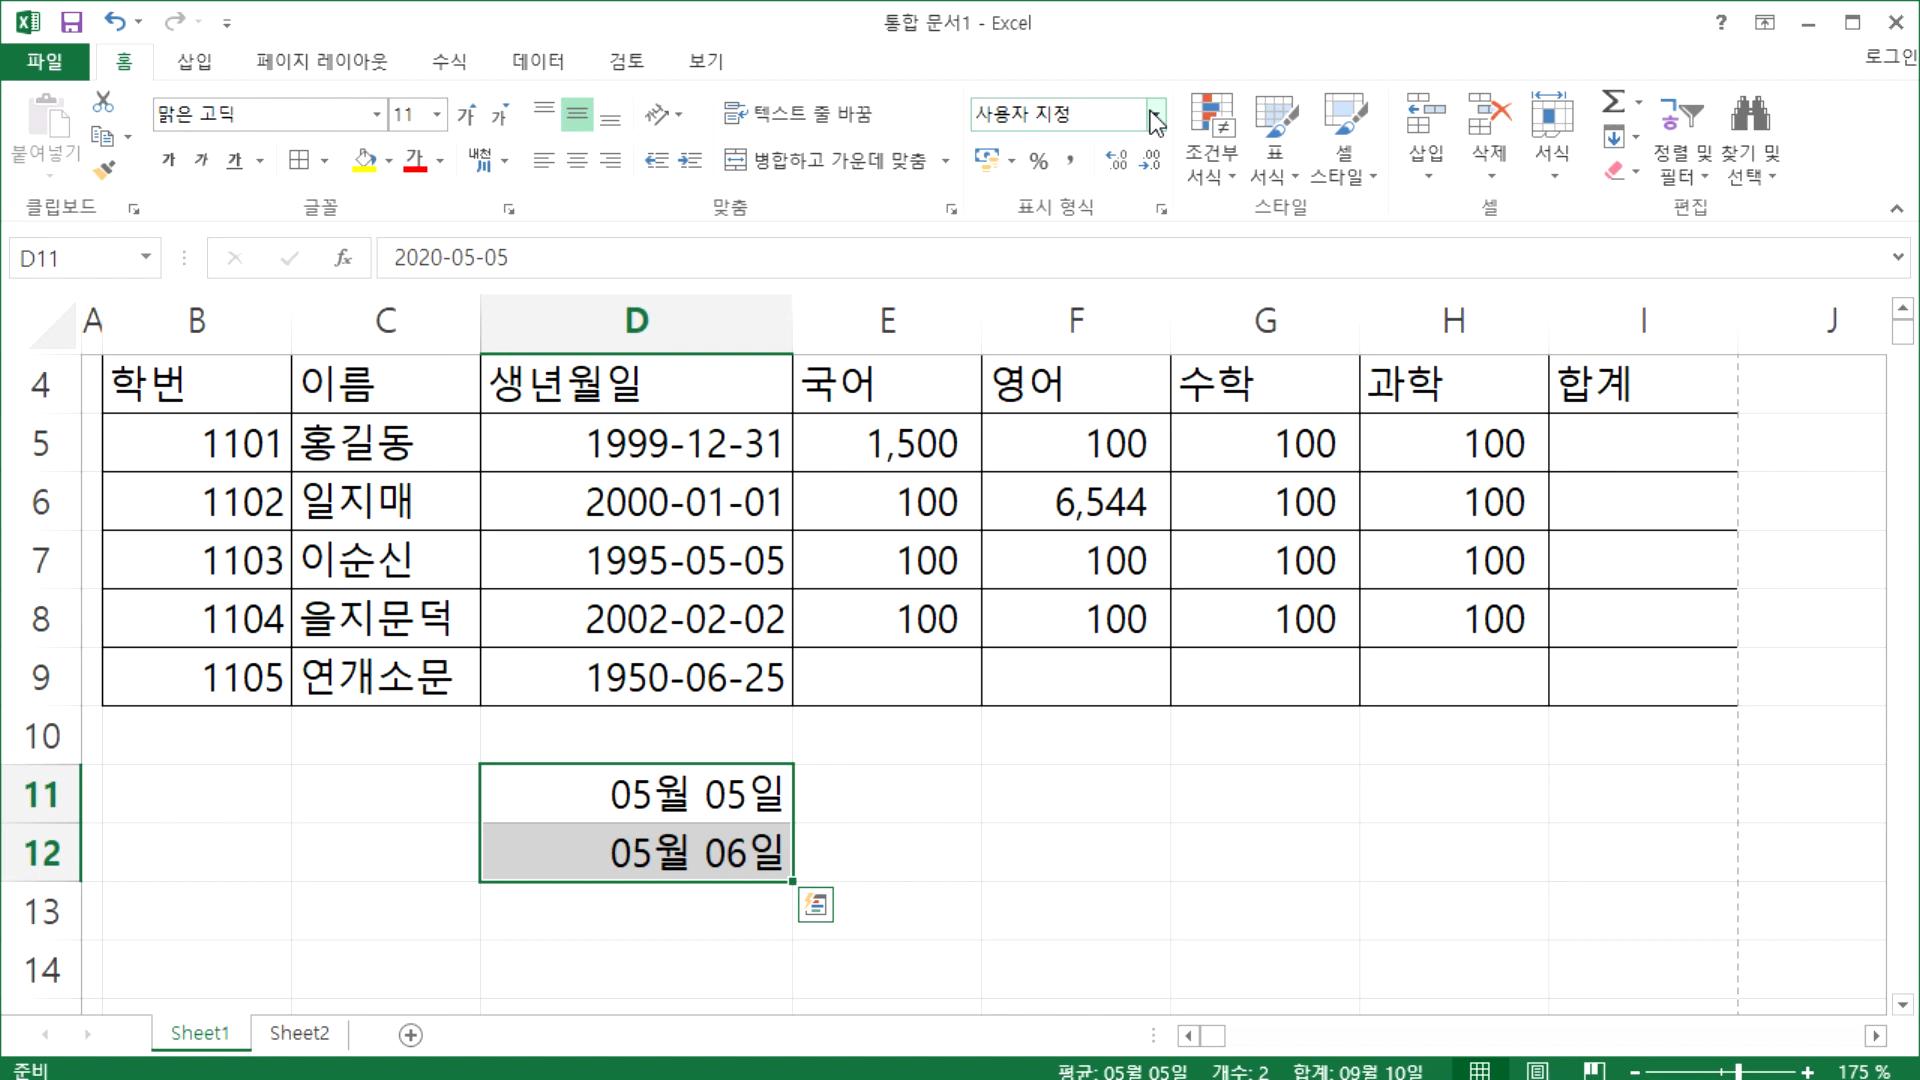 통합 문서1 - Excel
?
파일 홈 삽입 페이지 레이아웃 수식 데이터 검토 보기 로그인
붙여넣기
맑은 고딕 11 가 가
텍스트 줄 바꿈
사용자 지정
가 가 가 가 내천 川
병합하고 가운데 맞춤
% , .00 .00
조건부 서식
표 서식
셀 스타일
삽입 삭제 서식
정렬 및 필터
찾기 및 선택
클립보드 글꼴 맞춤 표시 형식 스타일 셀 편집
D11 fx 2020-05-05
A B C D E F G H I J
4 학번 이름 생년월일 국어 영어 수학 과학 합계
5 1101 홍길동 1999-12-31 1,500 100 100 100
6 1102 일지매 2000-01-01 100 6,544 100 100
7 1103 이순신 1995-05-05 100 100 100 100
8 1104 을지문덕 2002-02-02 100 100 100 100
9 1105 연개소문 1950-06-25
10
11 05월 05일
12 05월 06일
13
14
Sheet1 Sheet2
준비 평균: 05월 05일 개수: 2 합계: 09월 10일 175 %